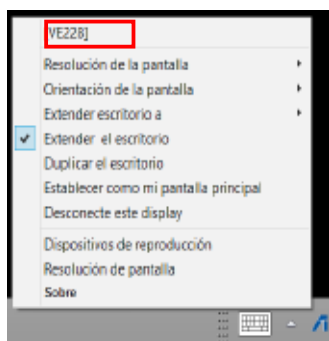 VE228]
Resolución de la pantalla
Orientación de la pantalla
Extender escritorio a
Extender el escritorio
Duplicar el escritorio
Establecer como mi pantalla principal
Desconecte este display
Dispositivos de reproducción
Resolución de pantalla
Sobre